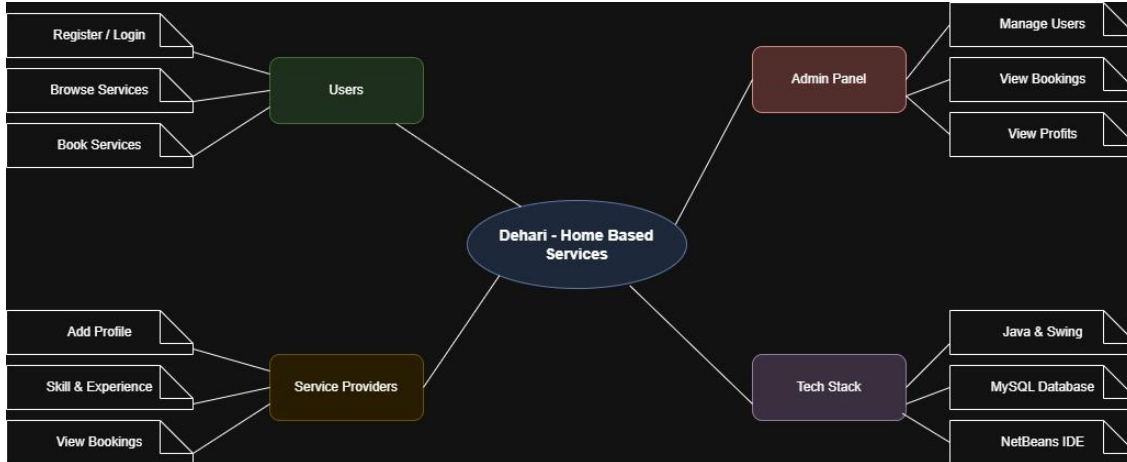 Register / Login
Browse Services
Book Services
Users
Admin Panel
Manage Users
View Bookings
View Profits
Dehari - Home Based
Services
Add Profile
Skill & Experience
View Bookings
Service Providers
Tech Stack
Java & Swing
MySQL Database
NetBeans IDE